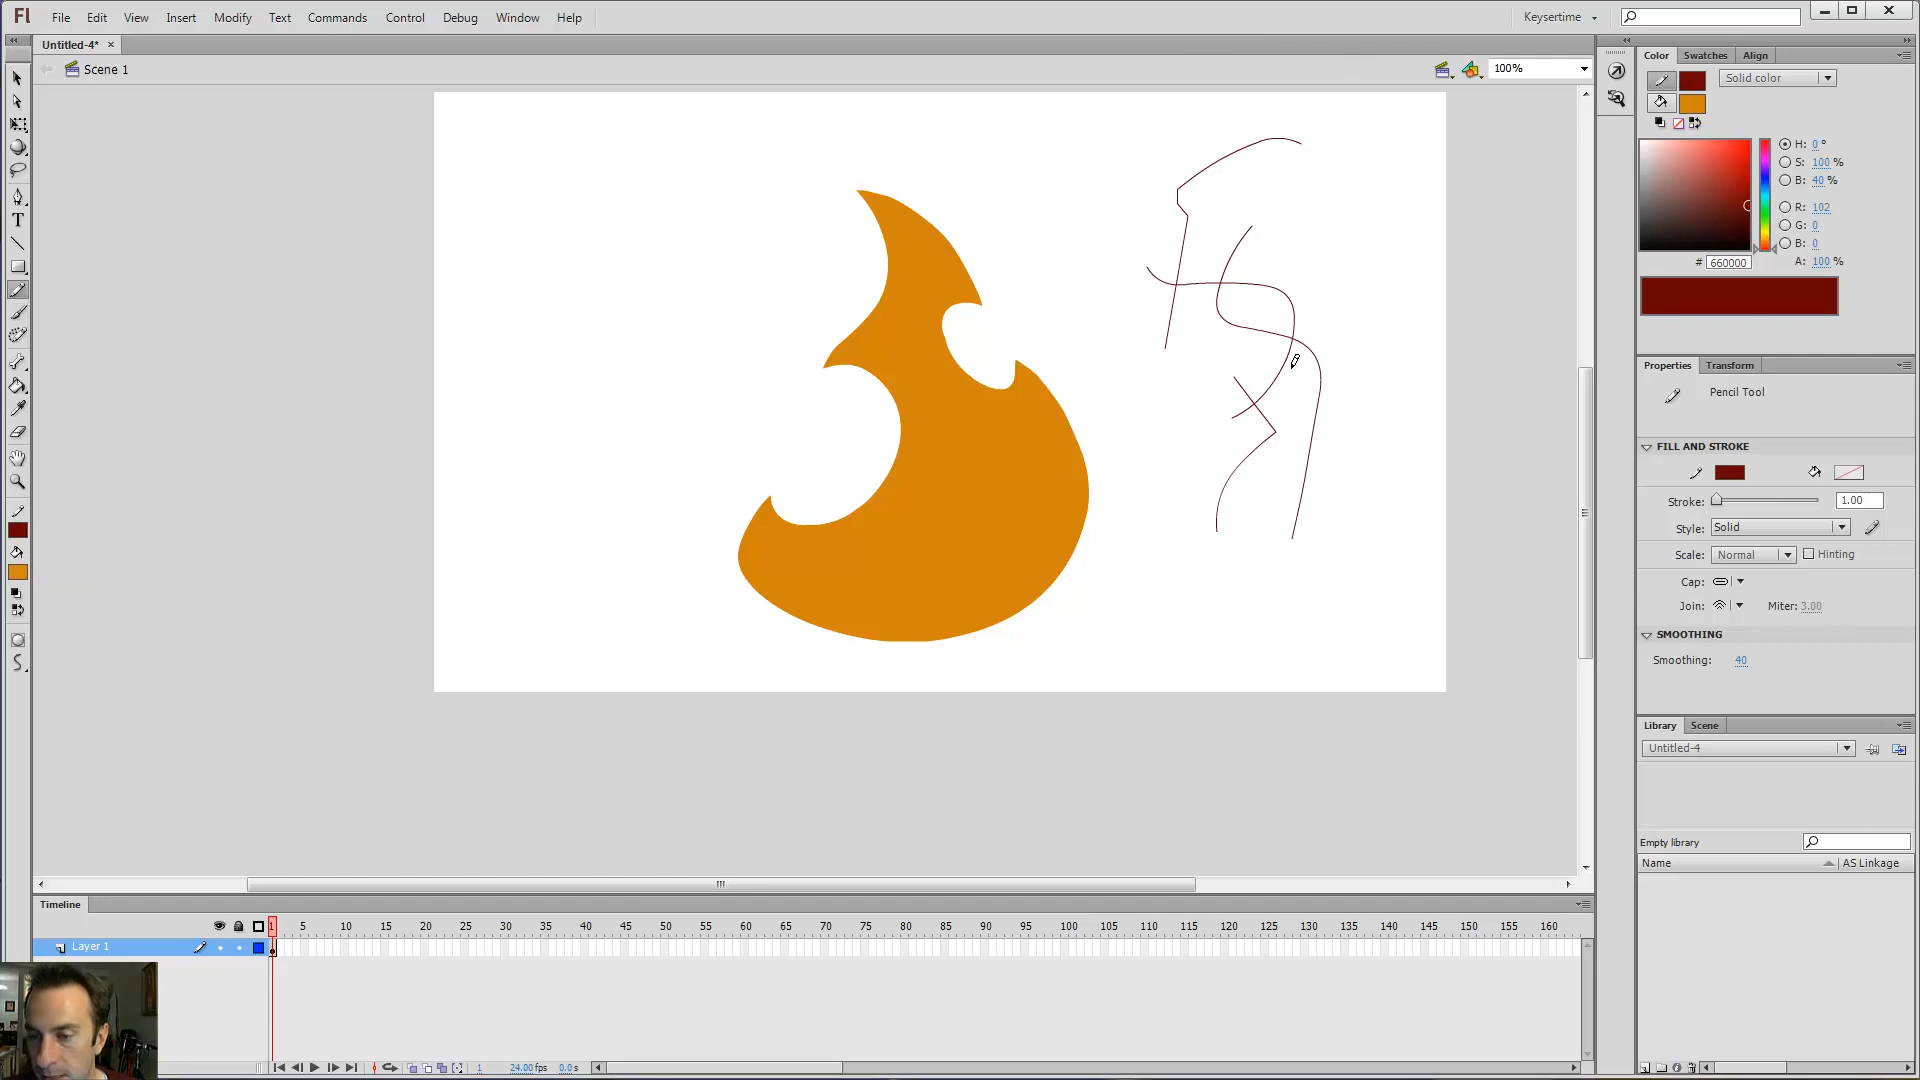 Fl File Edit View Insert Modify Text Commands Control Debug Window Help Keysertime
Untitled-4* ×
Scene 1 100%
Color Swatches Align
Solid color
H: 0 °
S: 100 %
B: 40 %
R: 102
G: 0
B: 0
A: 100 %
# 660000
Properties Transform
Pencil Tool
FILL AND STROKE
Stroke: 1.00
Style: Solid
Scale: Normal Hinting
Cap:
Join: Miter: 3.00
SMOOTHING
Smoothing: 40
Library Scene
Untitled-4
Empty library
Name AS Linkage
Timeline
1 5 10 15 20 25 30 35 40 45 50 55 60 65 70 75 80 85 90 95 100 105 110 115 120 125 130 135 140 145 150 155 160
Layer 1
1 24.00 fps 0.0 s